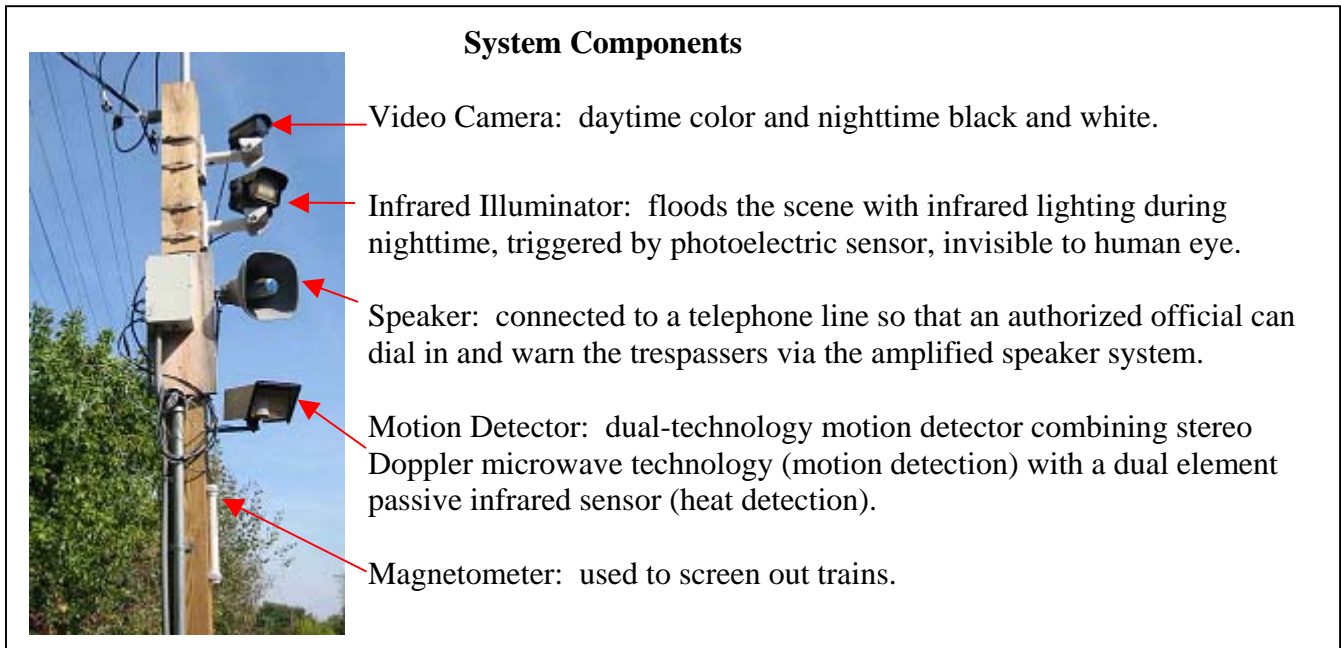 System Components
Video Camera:  daytime color and nighttime black and white.
Infrared Illuminator:  floods the scene with infrared lighting during
nighttime, triggered by photoelectric sensor, invisible to human eye.
Speaker:  connected to a telephone line so that an authorized official can
dial in and warn the trespassers via the amplified speaker system.
Motion Detector:  dual-technology motion detector combining stereo
Doppler microwave technology (motion detection) with a dual element
passive infrared sensor (heat detection).
Magnetometer:  used to screen out trains.